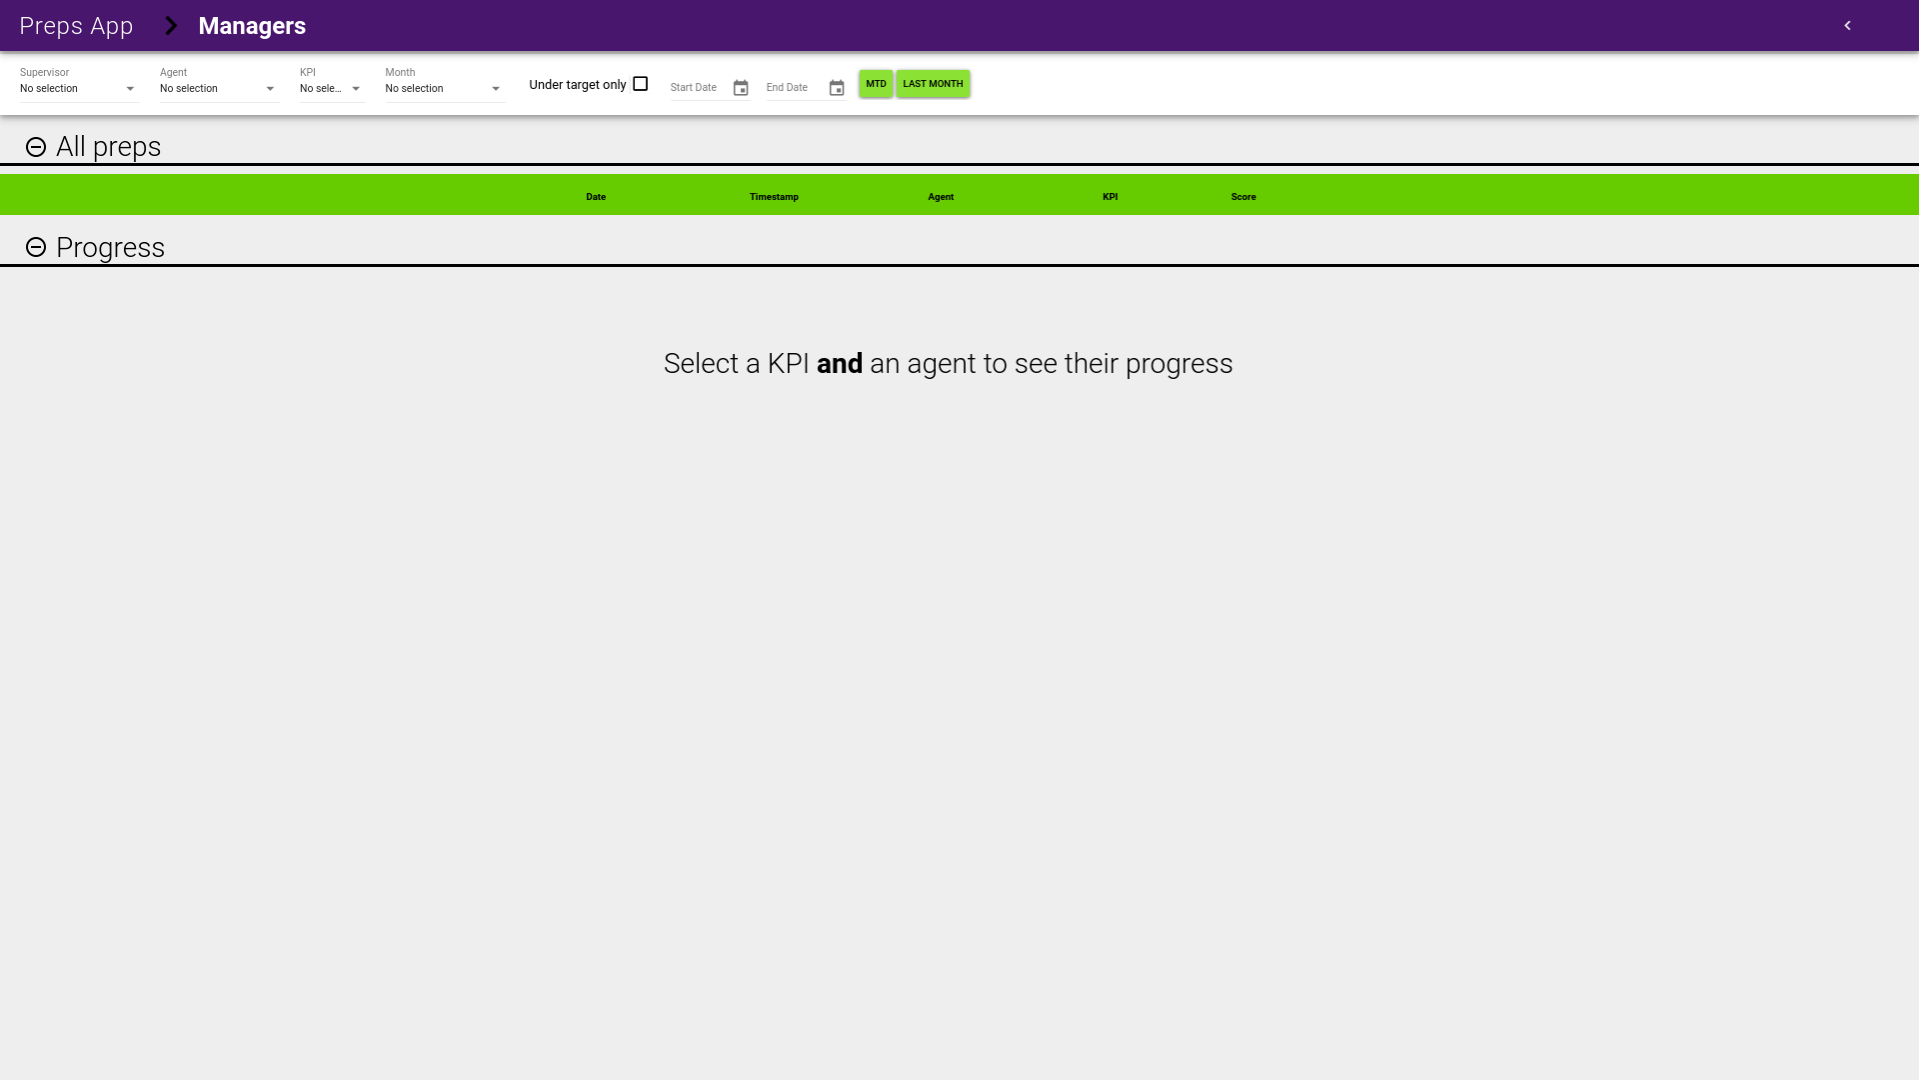 Preps App Managers
Supervisor Agent KPI Month
No selection No selection No sele... No selection Under target only Start Date End Date MTD LAST MONTH
All preps
Date Timestamp Agent KPI Score
Progress
Select a KPI and an agent to see their progress